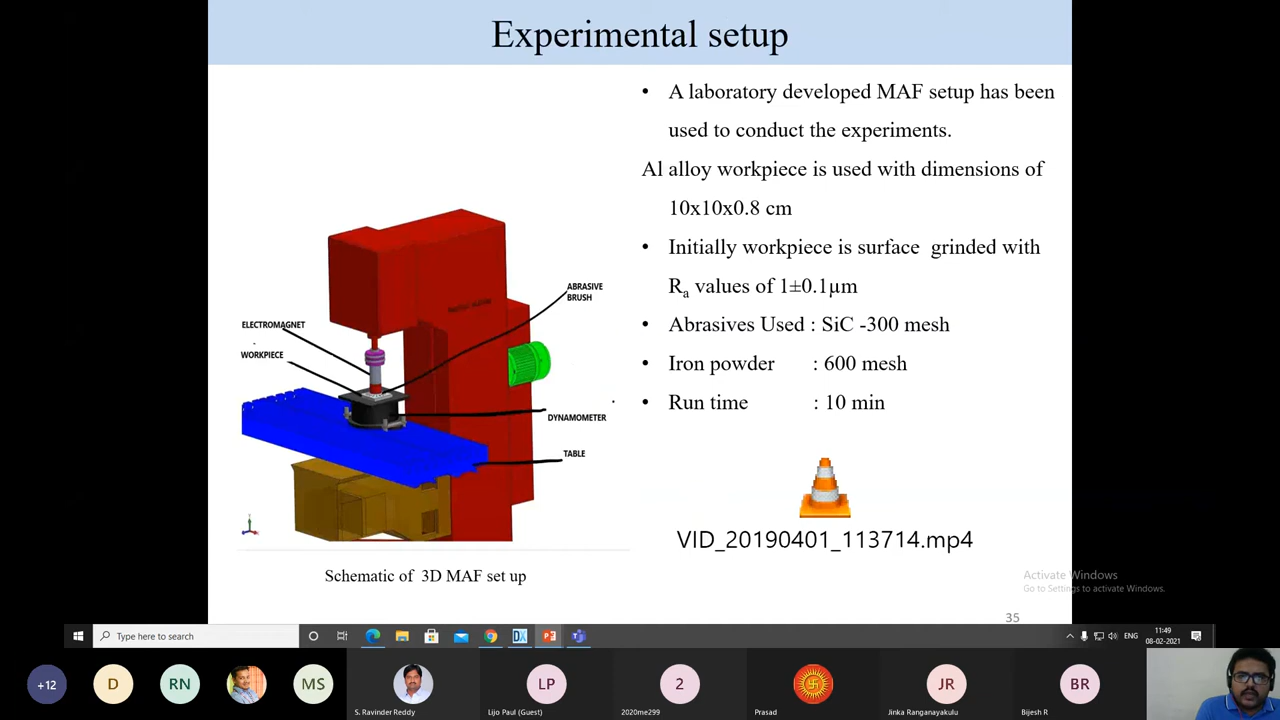 Experimental setup
• A laboratory developed MAF setup has been
used to conduct the experiments.
Al alloy workpiece is used with dimensions of
10x10x0.8 cm
• Initially workpiece is surface grinded with
Ra values of 1±0.1µm
• Abrasives Used : SiC -300 mesh
• Iron powder : 600 mesh
• Run time : 10 min
ABRASIVE
BRUSH
ELECTROMAGNET
WORKPIECE
DYNAMOMETER
TABLE
VID_20190401_113714.mp4
Schematic of 3D MAF set up
Activate Windows
Go to Settings to activate Windows.
35
Type here to search
ENG
11:49
08-02-2021
+12
D
RN
MS
S. Ravinder Reddy
LP
Lijo Paul (Guest)
2
2020me299
Prasad
JR
Jinka Ranganayakulu
BR
Bijesh R